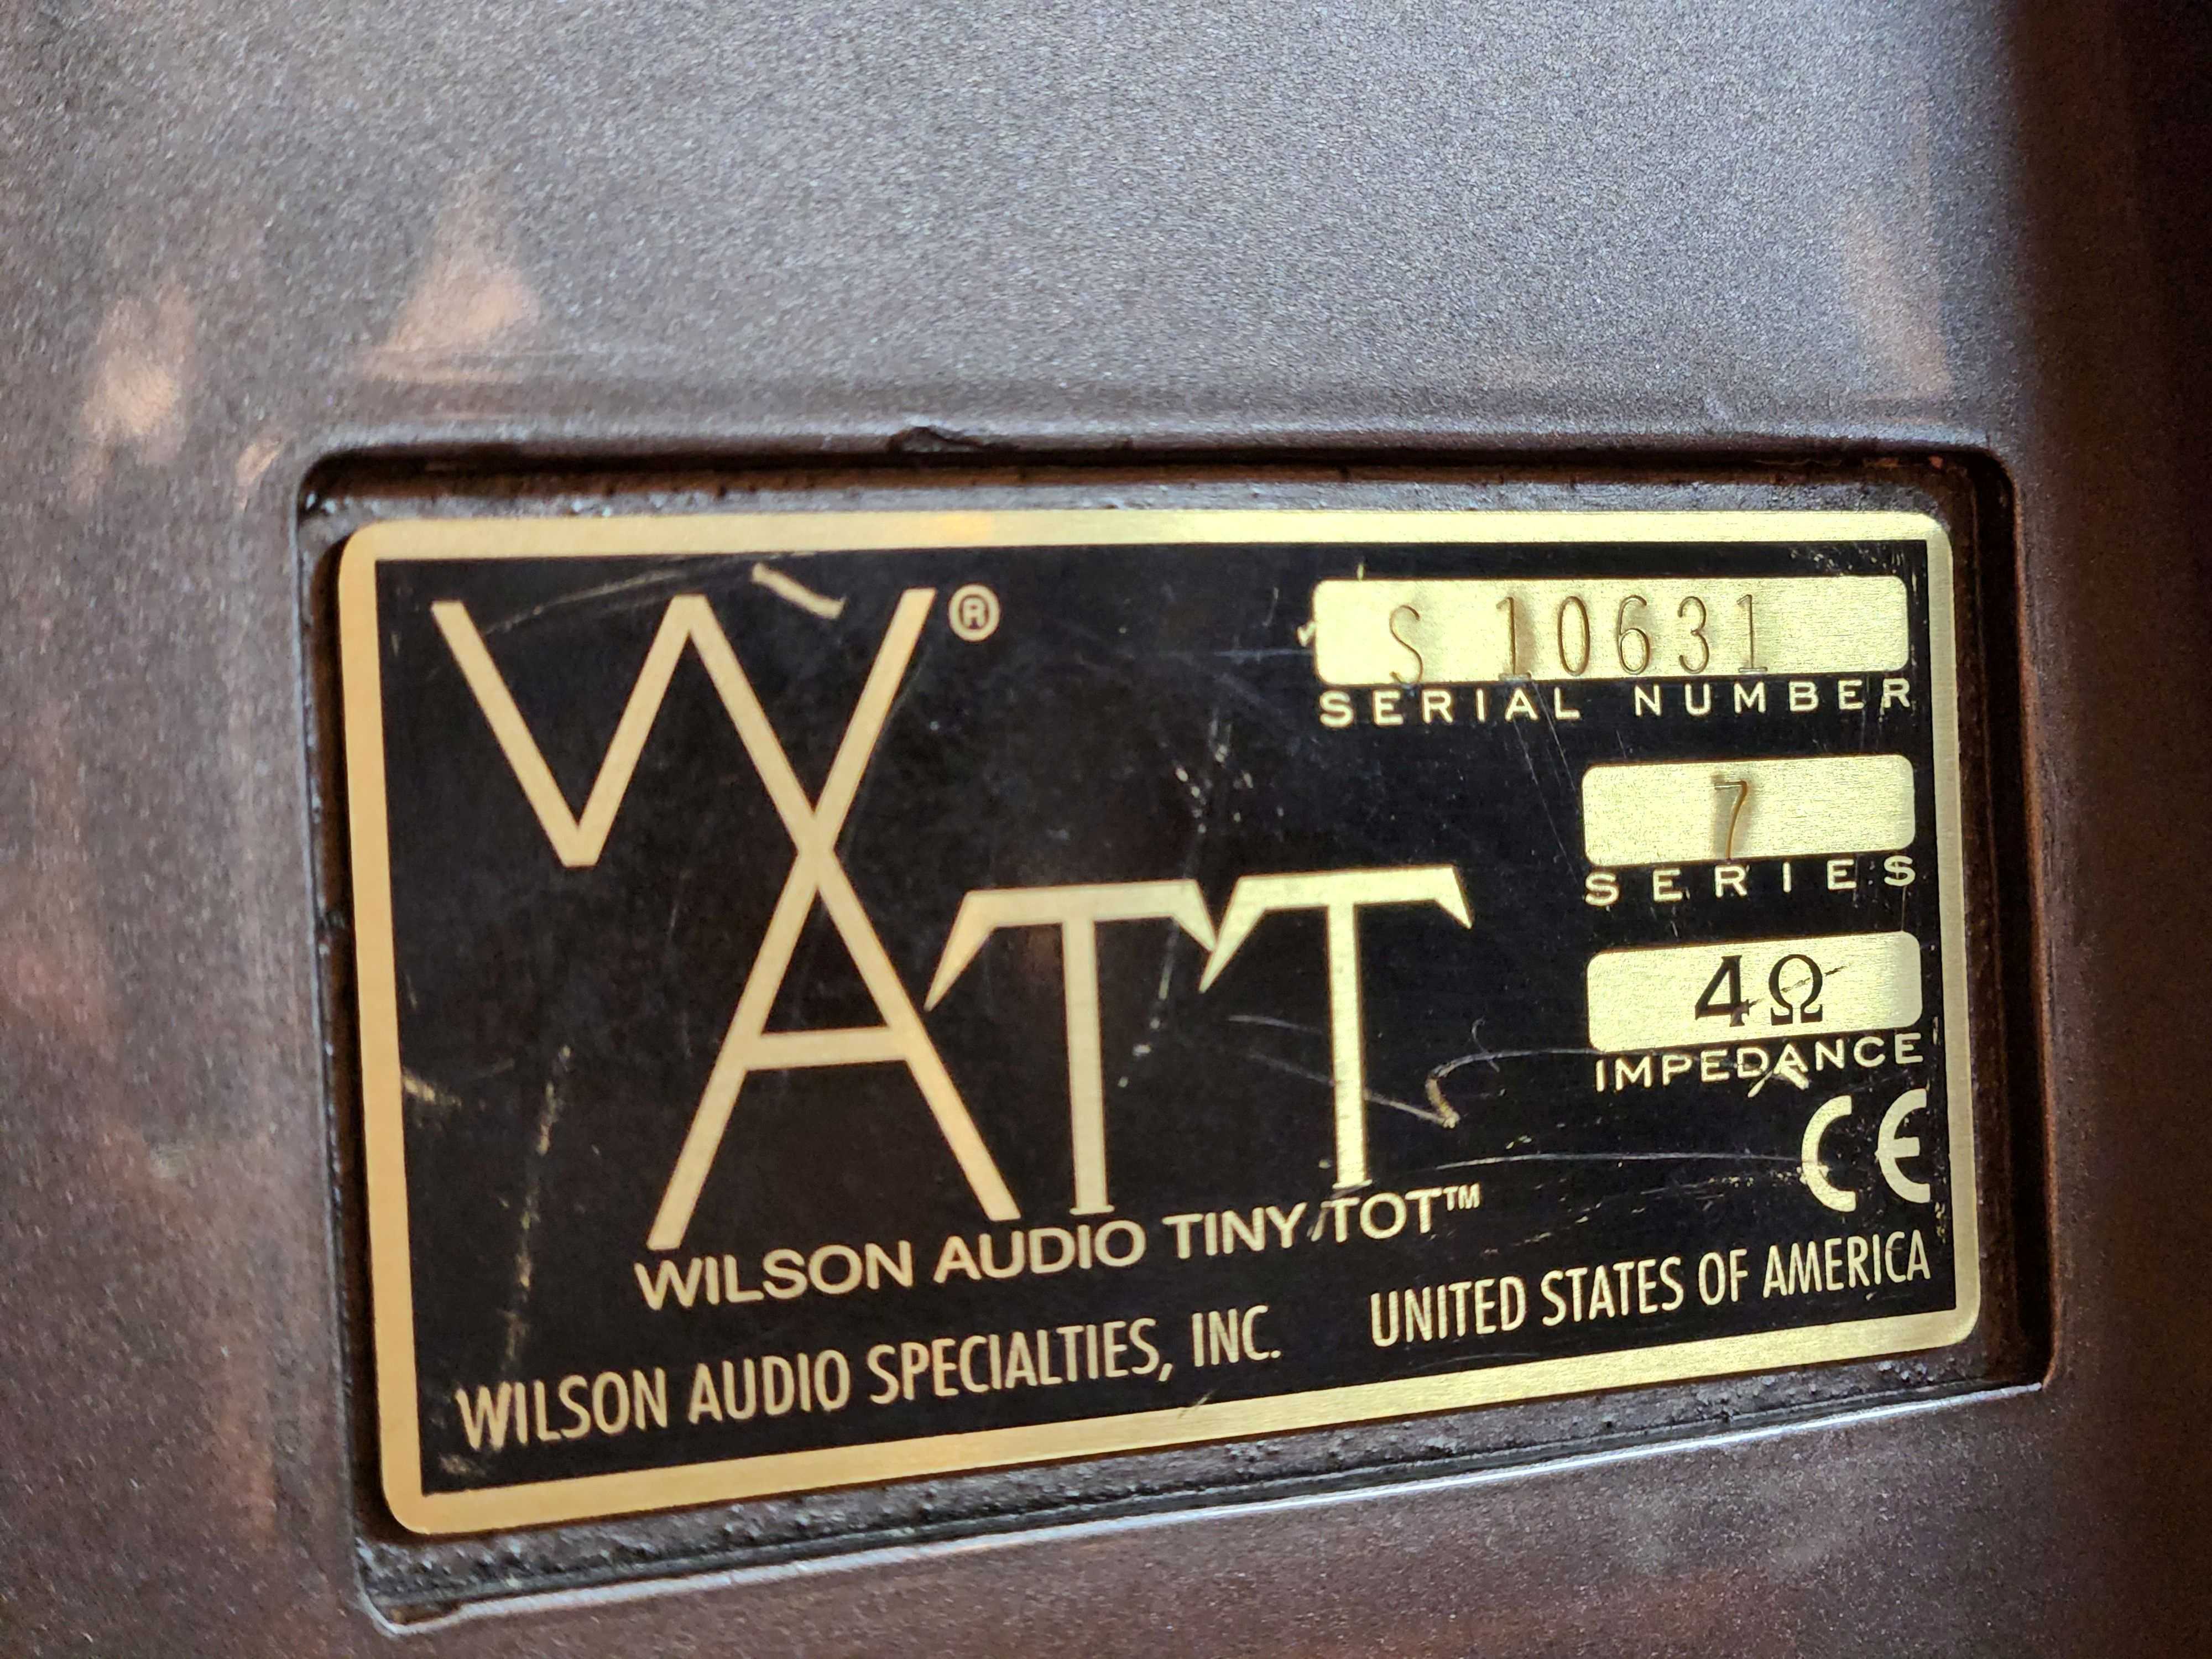 WATT®
S 10631
SERIAL NUMBER
7
SERIES
4Ω
IMPEDANCE
CE
WILSON AUDIO TINY TOT™
WILSON AUDIO SPECIALTIES, INC. UNITED STATES OF AMERICA